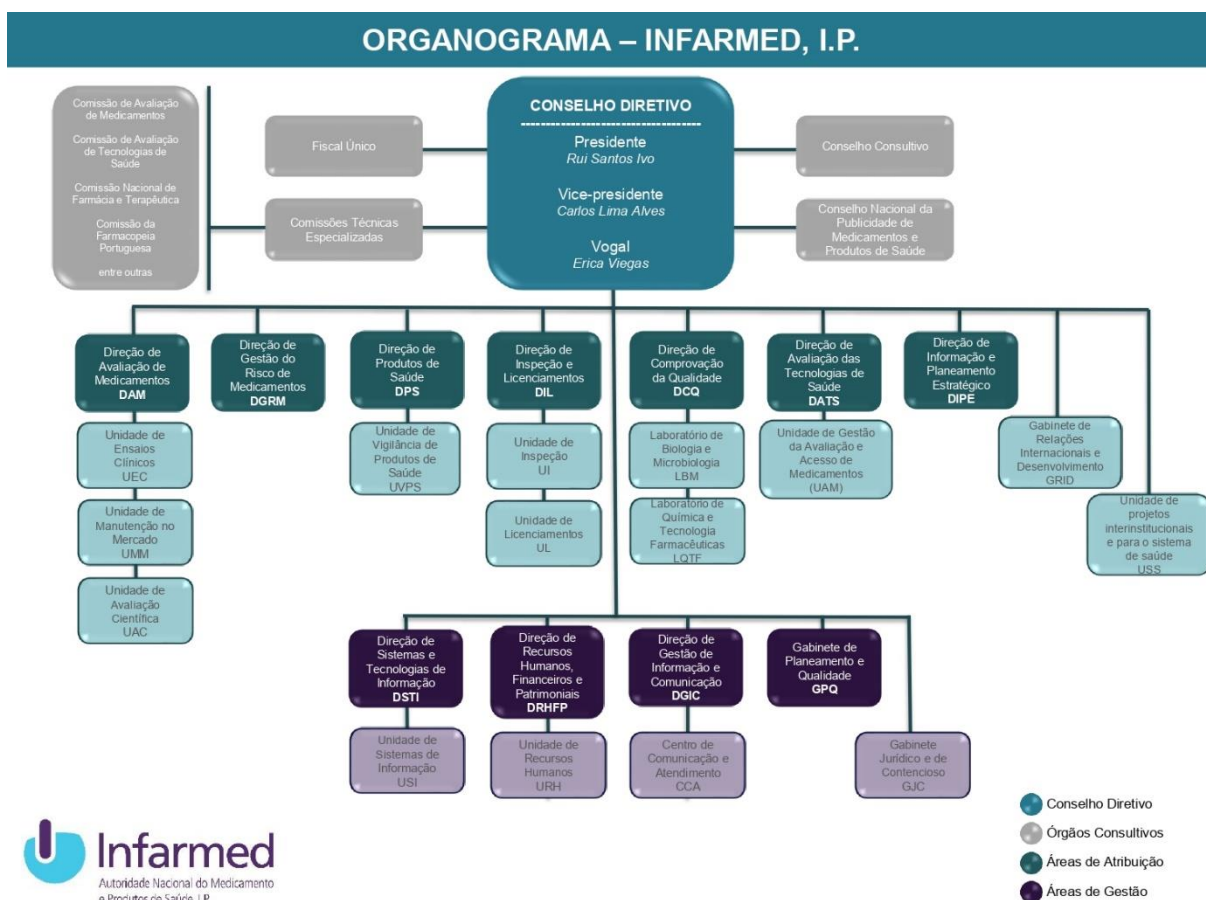 ORGANOGRAMA – INFARMED, I.P.
Comissão de Avaliação
de Medicamentos
Comissão de Avaliação
de Tecnologias de
Saúde
Comissão Nacional de
Farmácia e Terapêutica
Comissão da
Farmacopeia
Portuguesa
entre outras
Fiscal Único
Comissões Técnicas
Especializadas
CONSELHO DIRETIVO
Presidente
Rui Santos Ivo
Vice-presidente
Carlos Lima Alves
Vogal
Erica Viegas
Conselho Consultivo
Conselho Nacional da
Publicidade de
Medicamentos e
Produtos de Saúde
Direção de
Avaliação de
Medicamentos
DAM
Direção de
Gestão do
Risco de
Medicamentos
DGRM
Direção de
Produtos de
Saúde
DPS
Direção de
Inspeção e
Licenciamentos
DIL
Direção de
Comprovação
da Qualidade
DCQ
Direção de
Avaliação das
Tecnologias de
Saúde
DATS
Direção de
Informação e
Planeamento
Estratégico
DIPE
Unidade de
Ensaios
Clínicos
UEC
Unidade de
Vigilância de
Produtos de
Saúde
UVPS
Unidade de
Inspeção
UI
Laboratório de
Biologia e
Microbiologia
LBM
Unidade de Gestão
da Avaliação e
Acesso de
Medicamentos
(UAM)
Gabinete de
Relações
Internacionais e
Desenvolvimento
GRID
Unidade de
Manutenção no
Mercado
UMM
Unidade de
Licenciamentos
UL
Laboratório de
Química e
Tecnologia
Farmacêuticas
LQTF
Unidade de
projetos
interinstitucionais
e para o sistema
de saúde
USS
Unidade de
Avaliação
Científica
UAC
Direção de
Sistemas e
Tecnologias de
Informação
DSTI
Direção de
Recursos
Humanos,
Financeiros e
Patrimoniais
DRHFP
Direção de
Gestão de
Informação e
Comunicação
DGIC
Gabinete de
Planeamento e
Qualidade
GPQ
Unidade de
Sistemas de
Informação
USI
Unidade de
Recursos
Humanos
URH
Centro de
Comunicação e
Atendimento
CCA
Gabinete
Jurídico e de
Contencioso
GJC
Conselho Diretivo
Órgãos Consultivos
Áreas de Atribuição
Áreas de Gestão
Infarmed
Autoridade Nacional do Medicamento
e Produtos de Saúde, I.P.